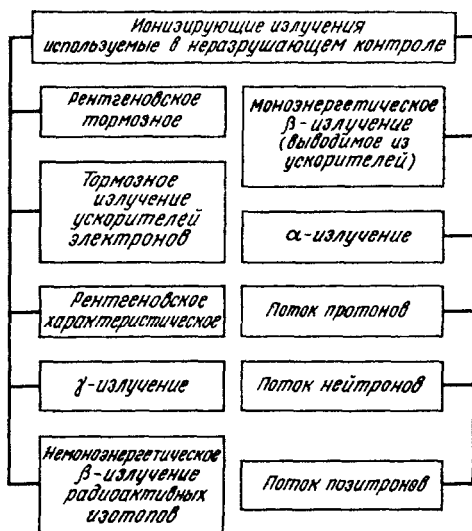 Ионизирующие излучения
используемые в неразрушающем контроле
Рентгеновское
тормозное
Тормозное
излучение
ускорителей
электронов
Рентгеновское
характеристическое
γ-излучение
Немоноэнергетическое
β-излучение
радиоактивных
изотопов
Моноэнергетическое
β-излучение
(выводимое из
ускорителей)
α-излучение
Поток протонов
Поток нейтронов
Поток позитронов